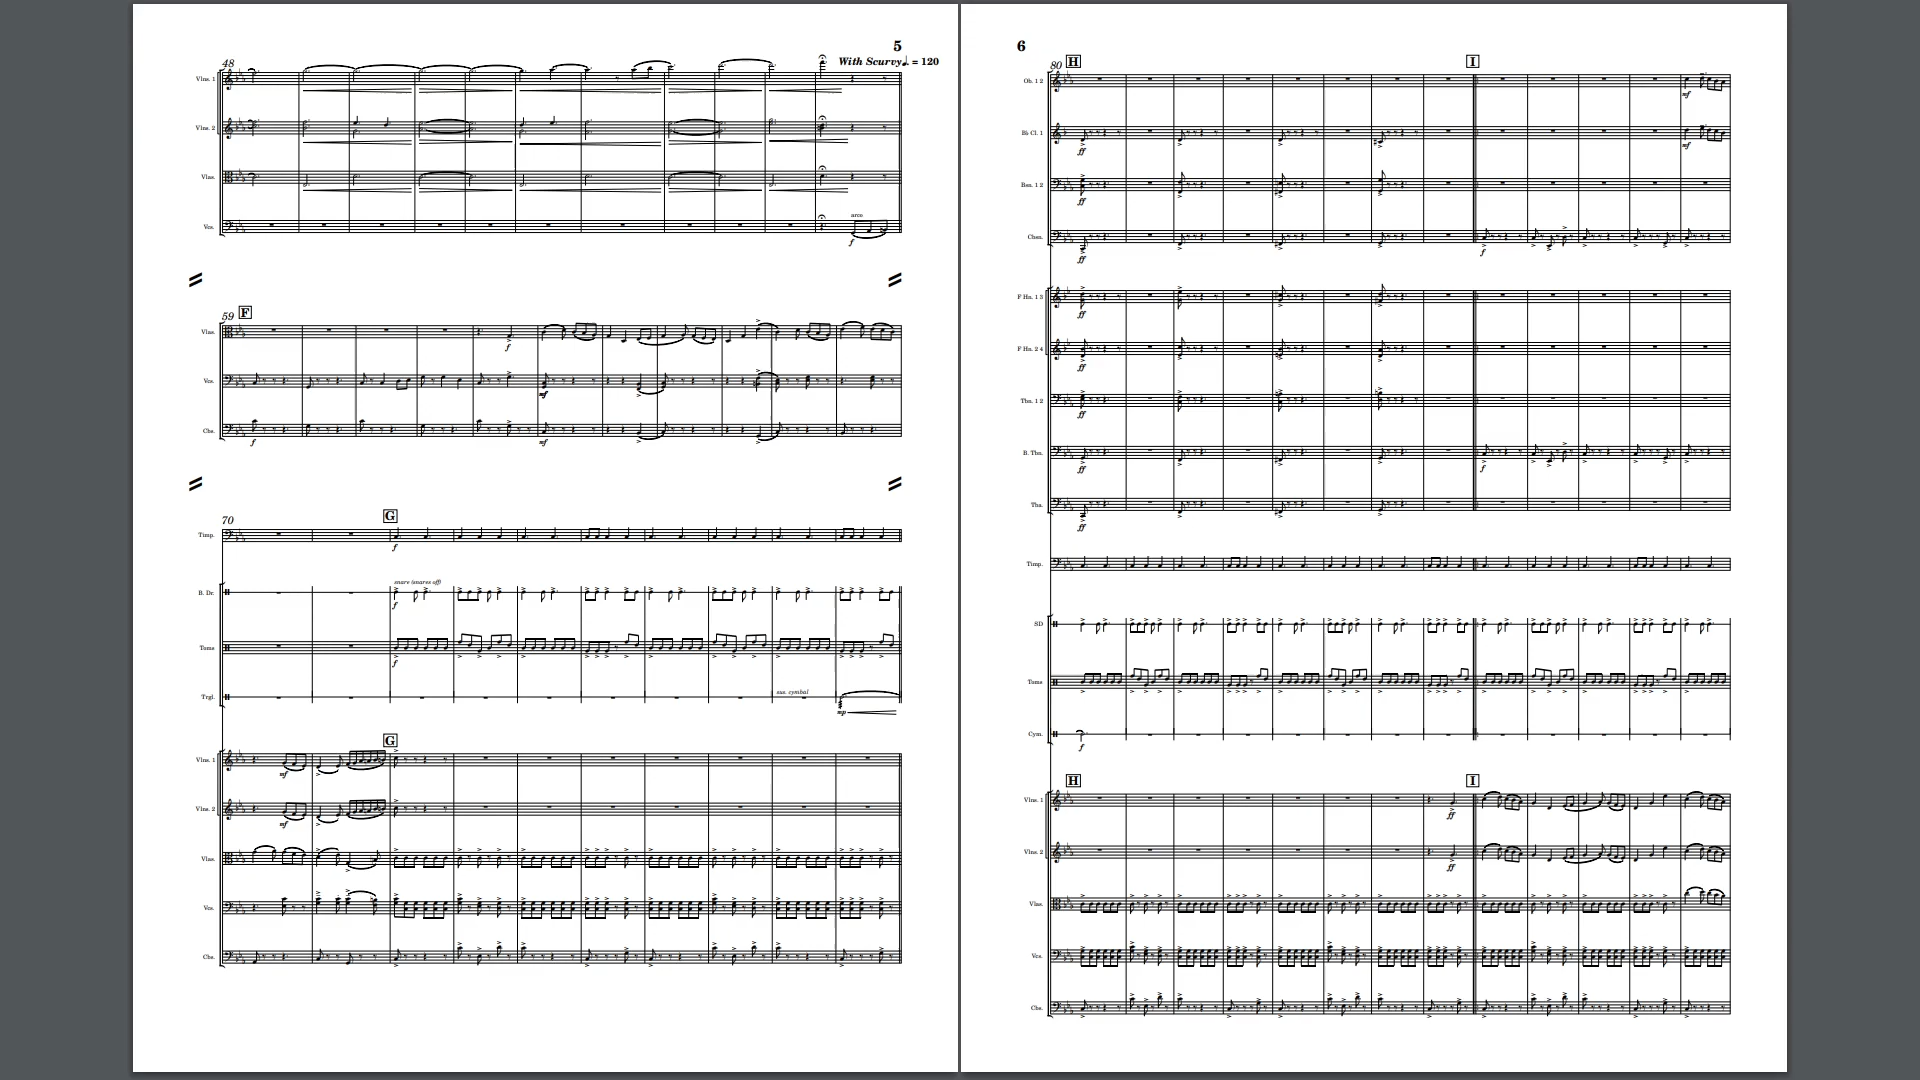 5
48
With Scurvy ♩. = 120
Vlns. 1
Vlns. 2
Vlas.
Vcs.
arco
f
59 F
Vlas.
f
Vcs.
mf
Cbs.
f mf
70 G
Timp.
f
snare (snares off)
B. Dr.
f
Toms
f
sus. cymbal
Trgl.
mp
G
Vlns. 1
mf
Vlns. 2
mf
Vlas.
Vcs.
Cbs.
6
80 H I
Ob. 1 2
mf
Bb Cl. 1
ff mf
Bsn. 1 2
ff
Cbsn.
ff f
F Hn. 1 3
ff
F Hn. 2 4
ff
Tbn. 1 2
ff
B. Tbn.
ff f
Tba.
ff
Timp.
SD
Toms
Cym.
f
H I
Vlns. 1
ff
Vlns. 2
ff
Vlas.
Vcs.
Cbs.